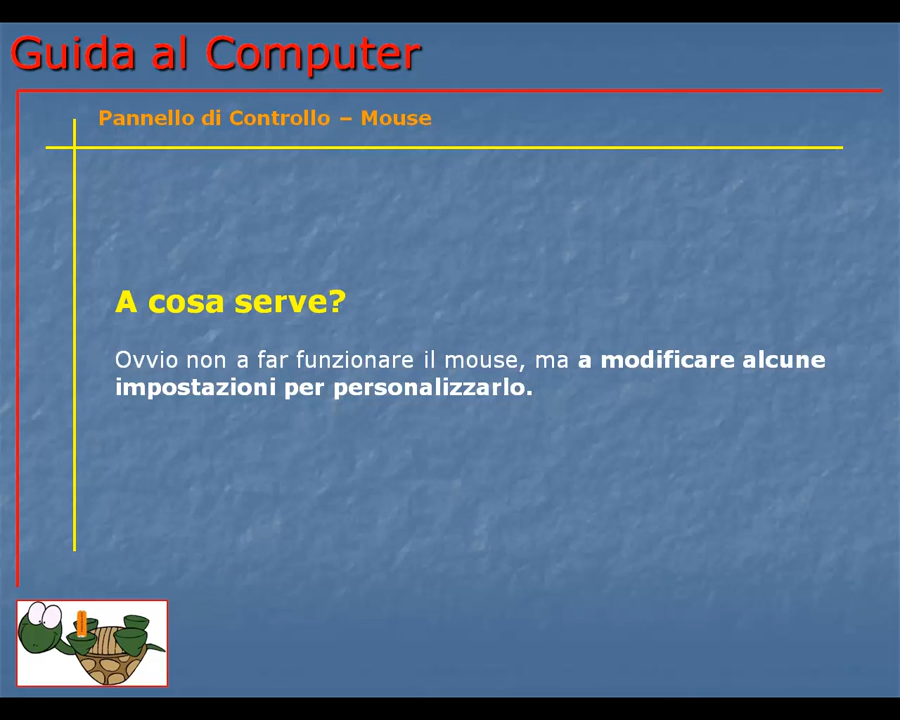 Guida al Computer
Pannello di Controllo – Mouse
A cosa serve?
Ovvio non a far funzionare il mouse, ma a modificare alcune
impostazioni per personalizzarlo.